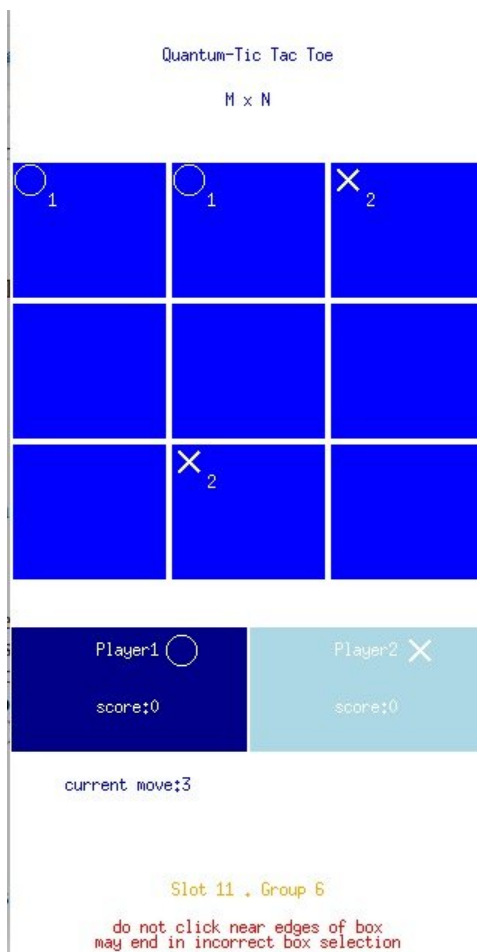 Quantum-Tic Tac Toe
M x N
1 1 2
2
Player1 Player2
score:0 score:0
current move:3
Slot 11 . Group 6
do not click near edges of box
may end in incorrect box selection